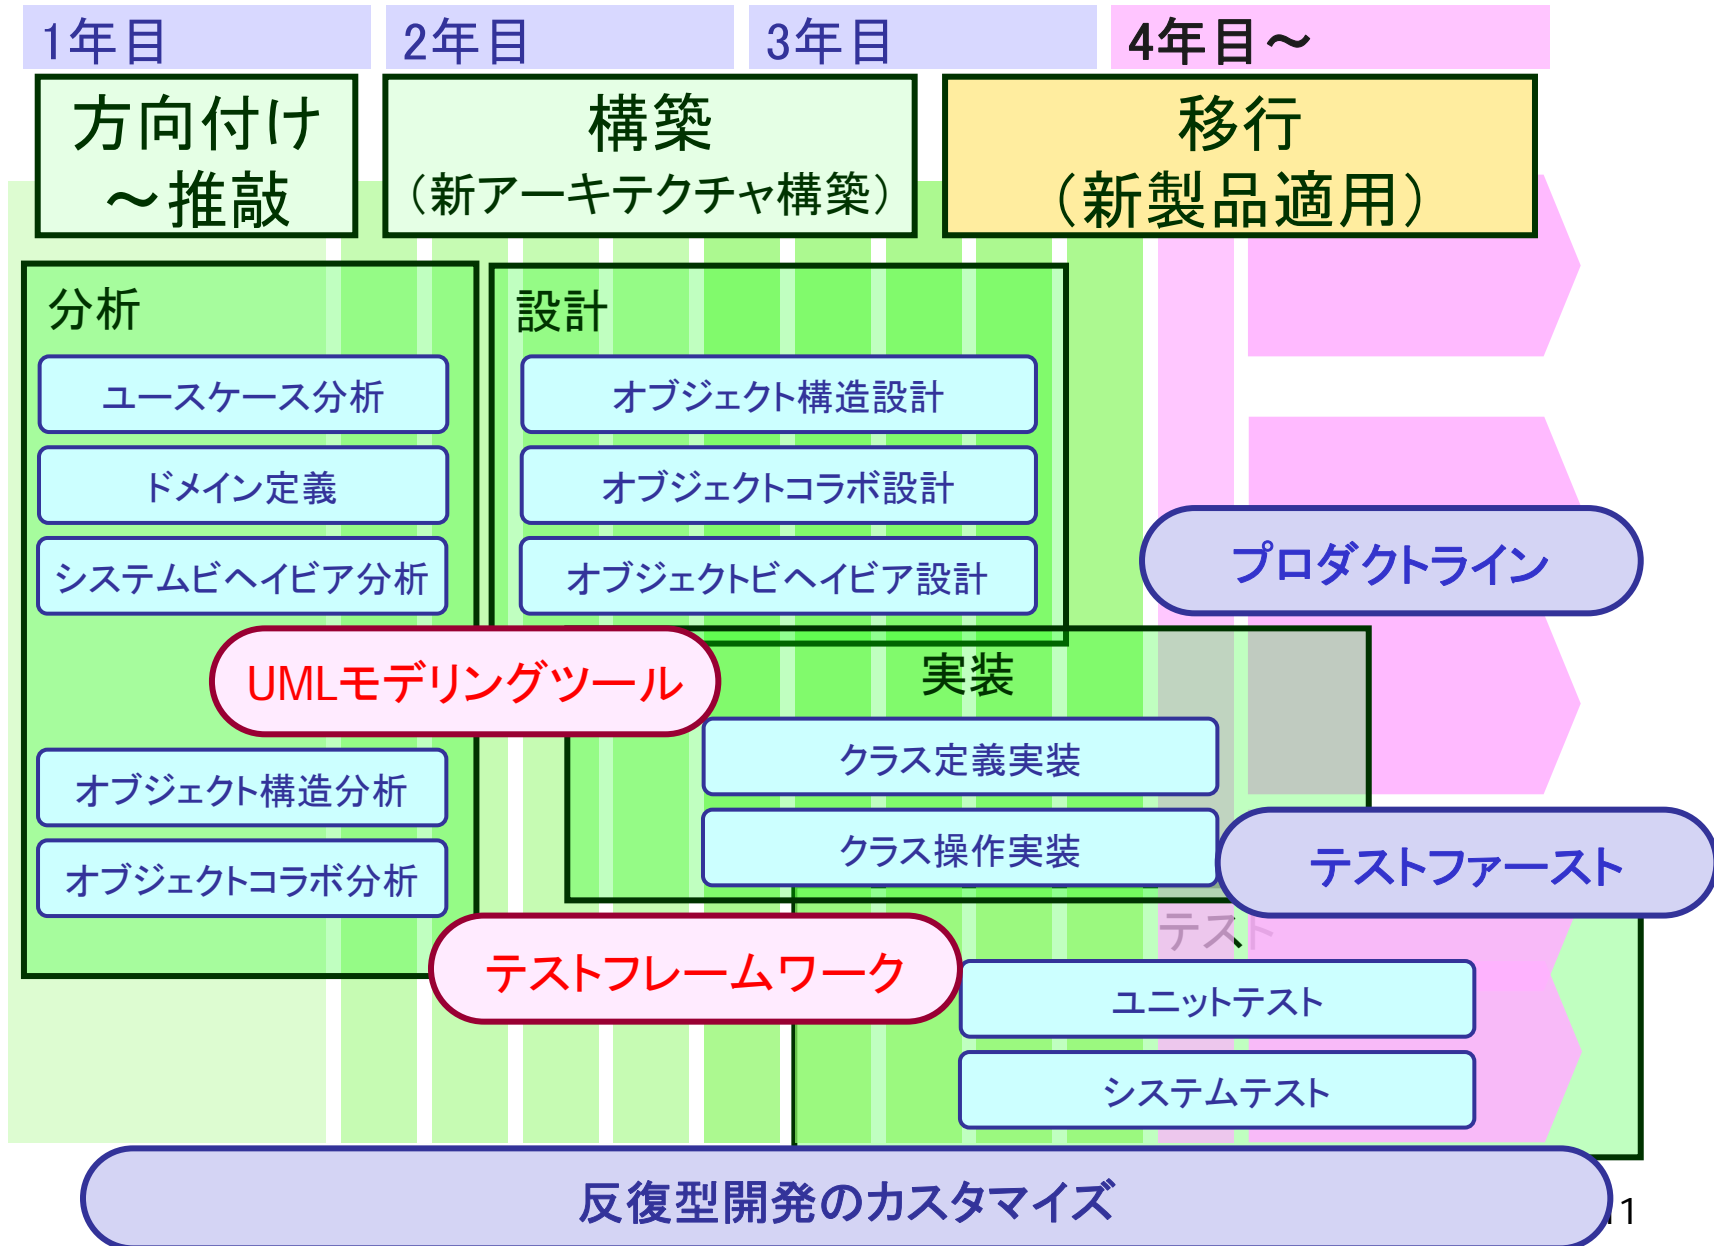 1年目
2年目
3年目
4年目～
方向付け
～推敲
構築
（新アーキテクチャ構築）
移行
（新製品適用）
分析
ユースケース分析
ドメイン定義
システムビヘイビア分析
オブジェクト構造分析
オブジェクトコラボ分析
設計
オブジェクト構造設計
オブジェクトコラボ設計
オブジェクトビヘイビア設計
プロダクトライン
UMLモデリングツール
実装
クラス定義実装
クラス操作実装
テストファースト
テスト
テストフレームワーク
ユニットテスト
システムテスト
反復型開発のカスタマイズ
11